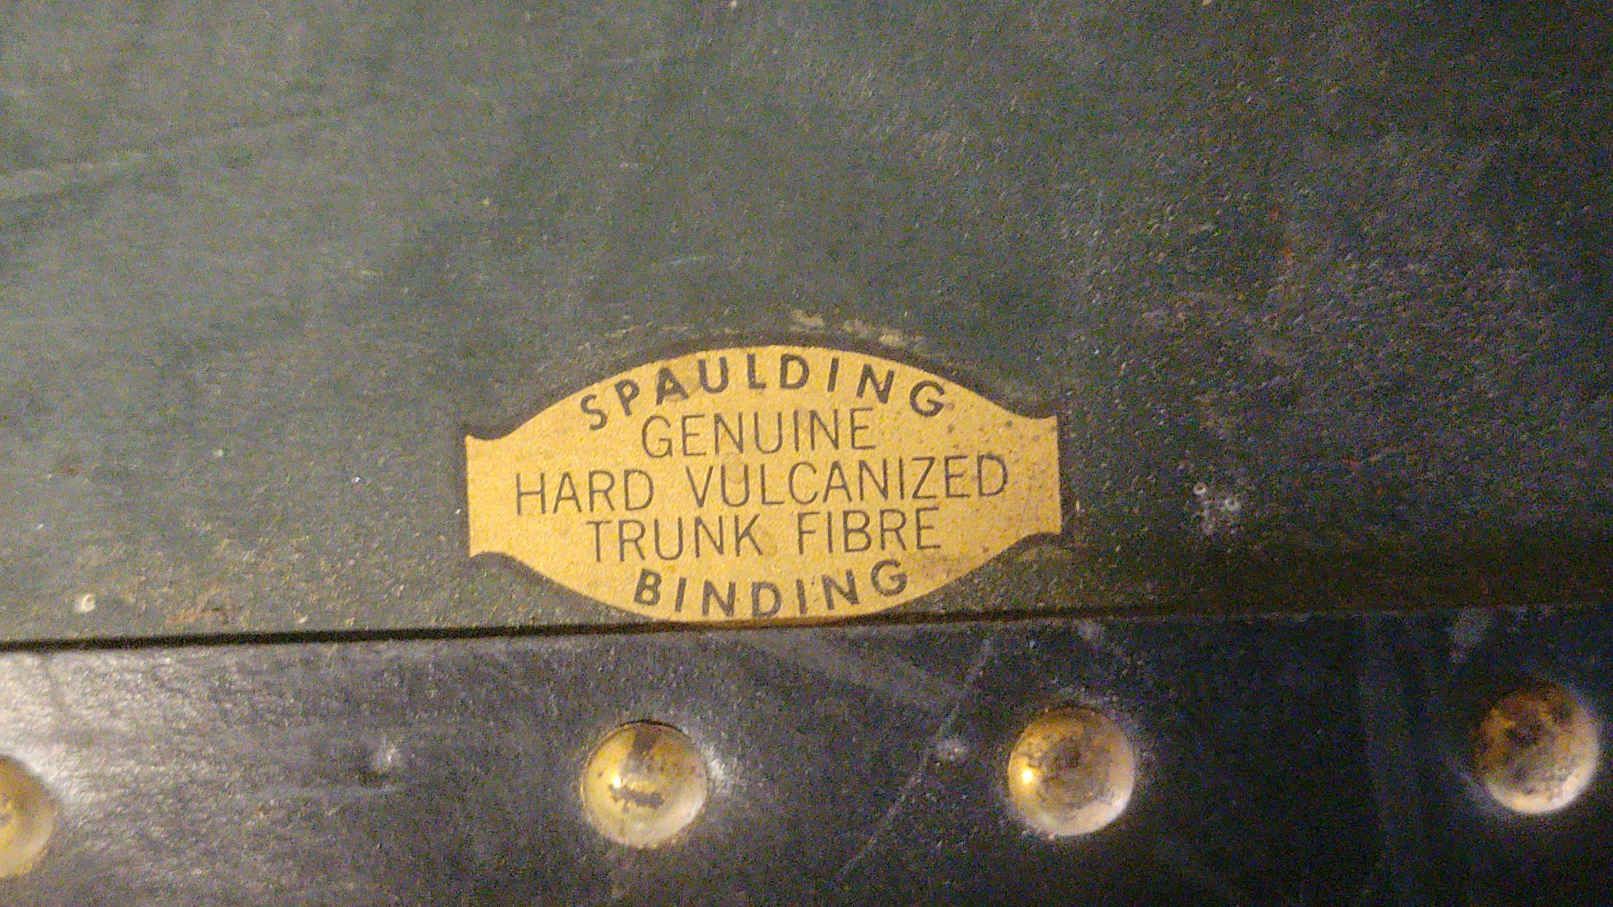 SPAULDING
GENUINE
HARD VULCANIZED
TRUNK FIBRE
BINDING